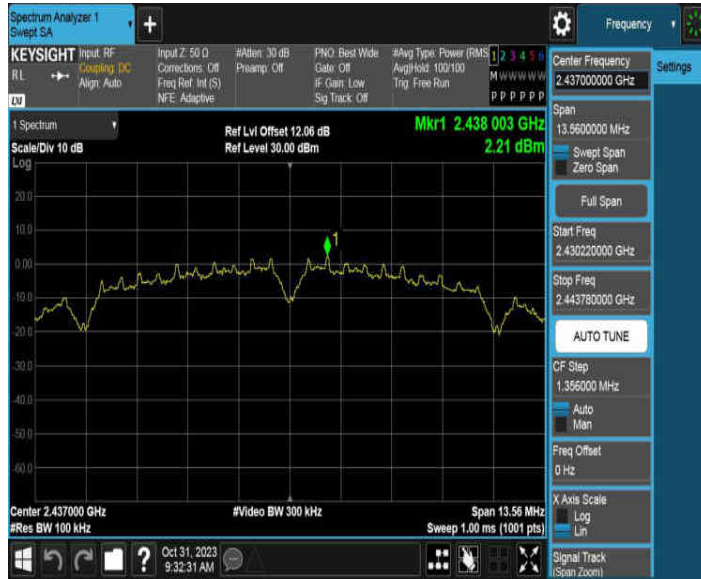 Spectrum Analyzer 1
Swept SA
+
Frequency
KEYSIGHT
RL
Input: RF
Coupling: DC
Align: Auto
Input Z: 50 Ω
Corrections: Off
Freq Ref: Int (S)
NFE: Adaptive
#Atten: 30 dB
Preamp: Off
PNO: Best Wide
Gate: Off
IF Gain: Low
Sig Track: Off
#Avg Type: Power (RMS
Avg|Hold: 100/100
Trig: Free Run
1 2 3 4 5 6
M W W W W W
P P P P P P
1 Spectrum
Scale/Div 10 dB
Log
Ref Lvl Offset 12.06 dB
Ref Level 30.00 dBm
Mkr1 2.438 003 GHz
2.21 dBm
20.0
10.0
0.00
-10.0
-20.0
-30.0
-40.0
-50.0
-60.0
1
Center 2.437000 GHz
#Res BW 100 kHz
#Video BW 300 kHz
Span 13.56 MHz
Sweep 1.00 ms (1001 pts)
?
Oct 31, 2023
9:32:31 AM
Center Frequency
2.437000000 GHz
Settings
Span
13.5600000 MHz
Swept Span
Zero Span
Full Span
Start Freq
2.430220000 GHz
Stop Freq
2.443780000 GHz
AUTO TUNE
CF Step
1.356000 MHz
Auto
Man
Freq Offset
0 Hz
X Axis Scale
Log
Lin
Signal Track
(Span Zoom)